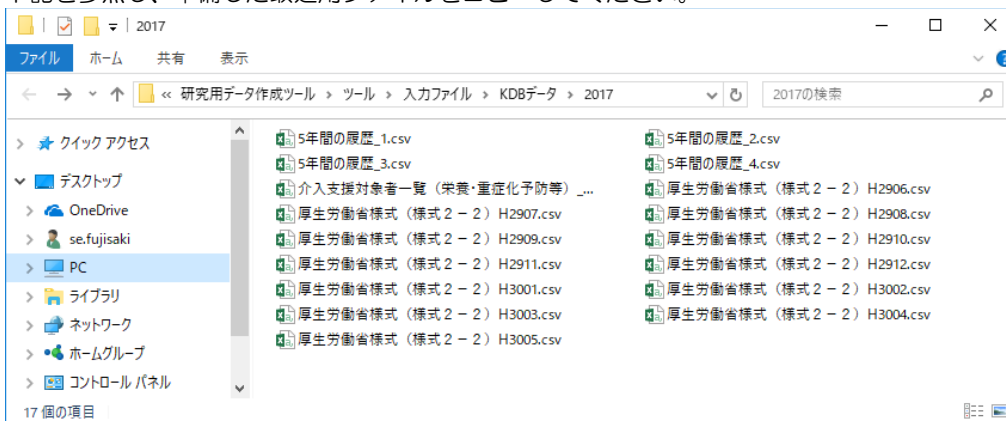 2017
ファイル ホーム 共有 表示
« 研究用データ作成ツール › ツール › 入力ファイル › KDBデータ › 2017 2017の検索
クイック アクセス
デスクトップ
OneDrive
se.fujisaki
PC
ライブラリ
ネットワーク
ホームグループ
コントロール パネル
5年間の履歴_1.csv 5年間の履歴_2.csv
5年間の履歴_3.csv 5年間の履歴_4.csv
介入支援対象者一覧（栄養・重症化予防等）_... 厚生労働省様式（様式２－２）H2906.csv
厚生労働省様式（様式２－２）H2907.csv 厚生労働省様式（様式２－２）H2908.csv
厚生労働省様式（様式２－２）H2909.csv 厚生労働省様式（様式２－２）H2910.csv
厚生労働省様式（様式２－２）H2911.csv 厚生労働省様式（様式２－２）H2912.csv
厚生労働省様式（様式２－２）H3001.csv 厚生労働省様式（様式２－２）H3002.csv
厚生労働省様式（様式２－２）H3003.csv 厚生労働省様式（様式２－２）H3004.csv
厚生労働省様式（様式２－２）H3005.csv
17 個の項目